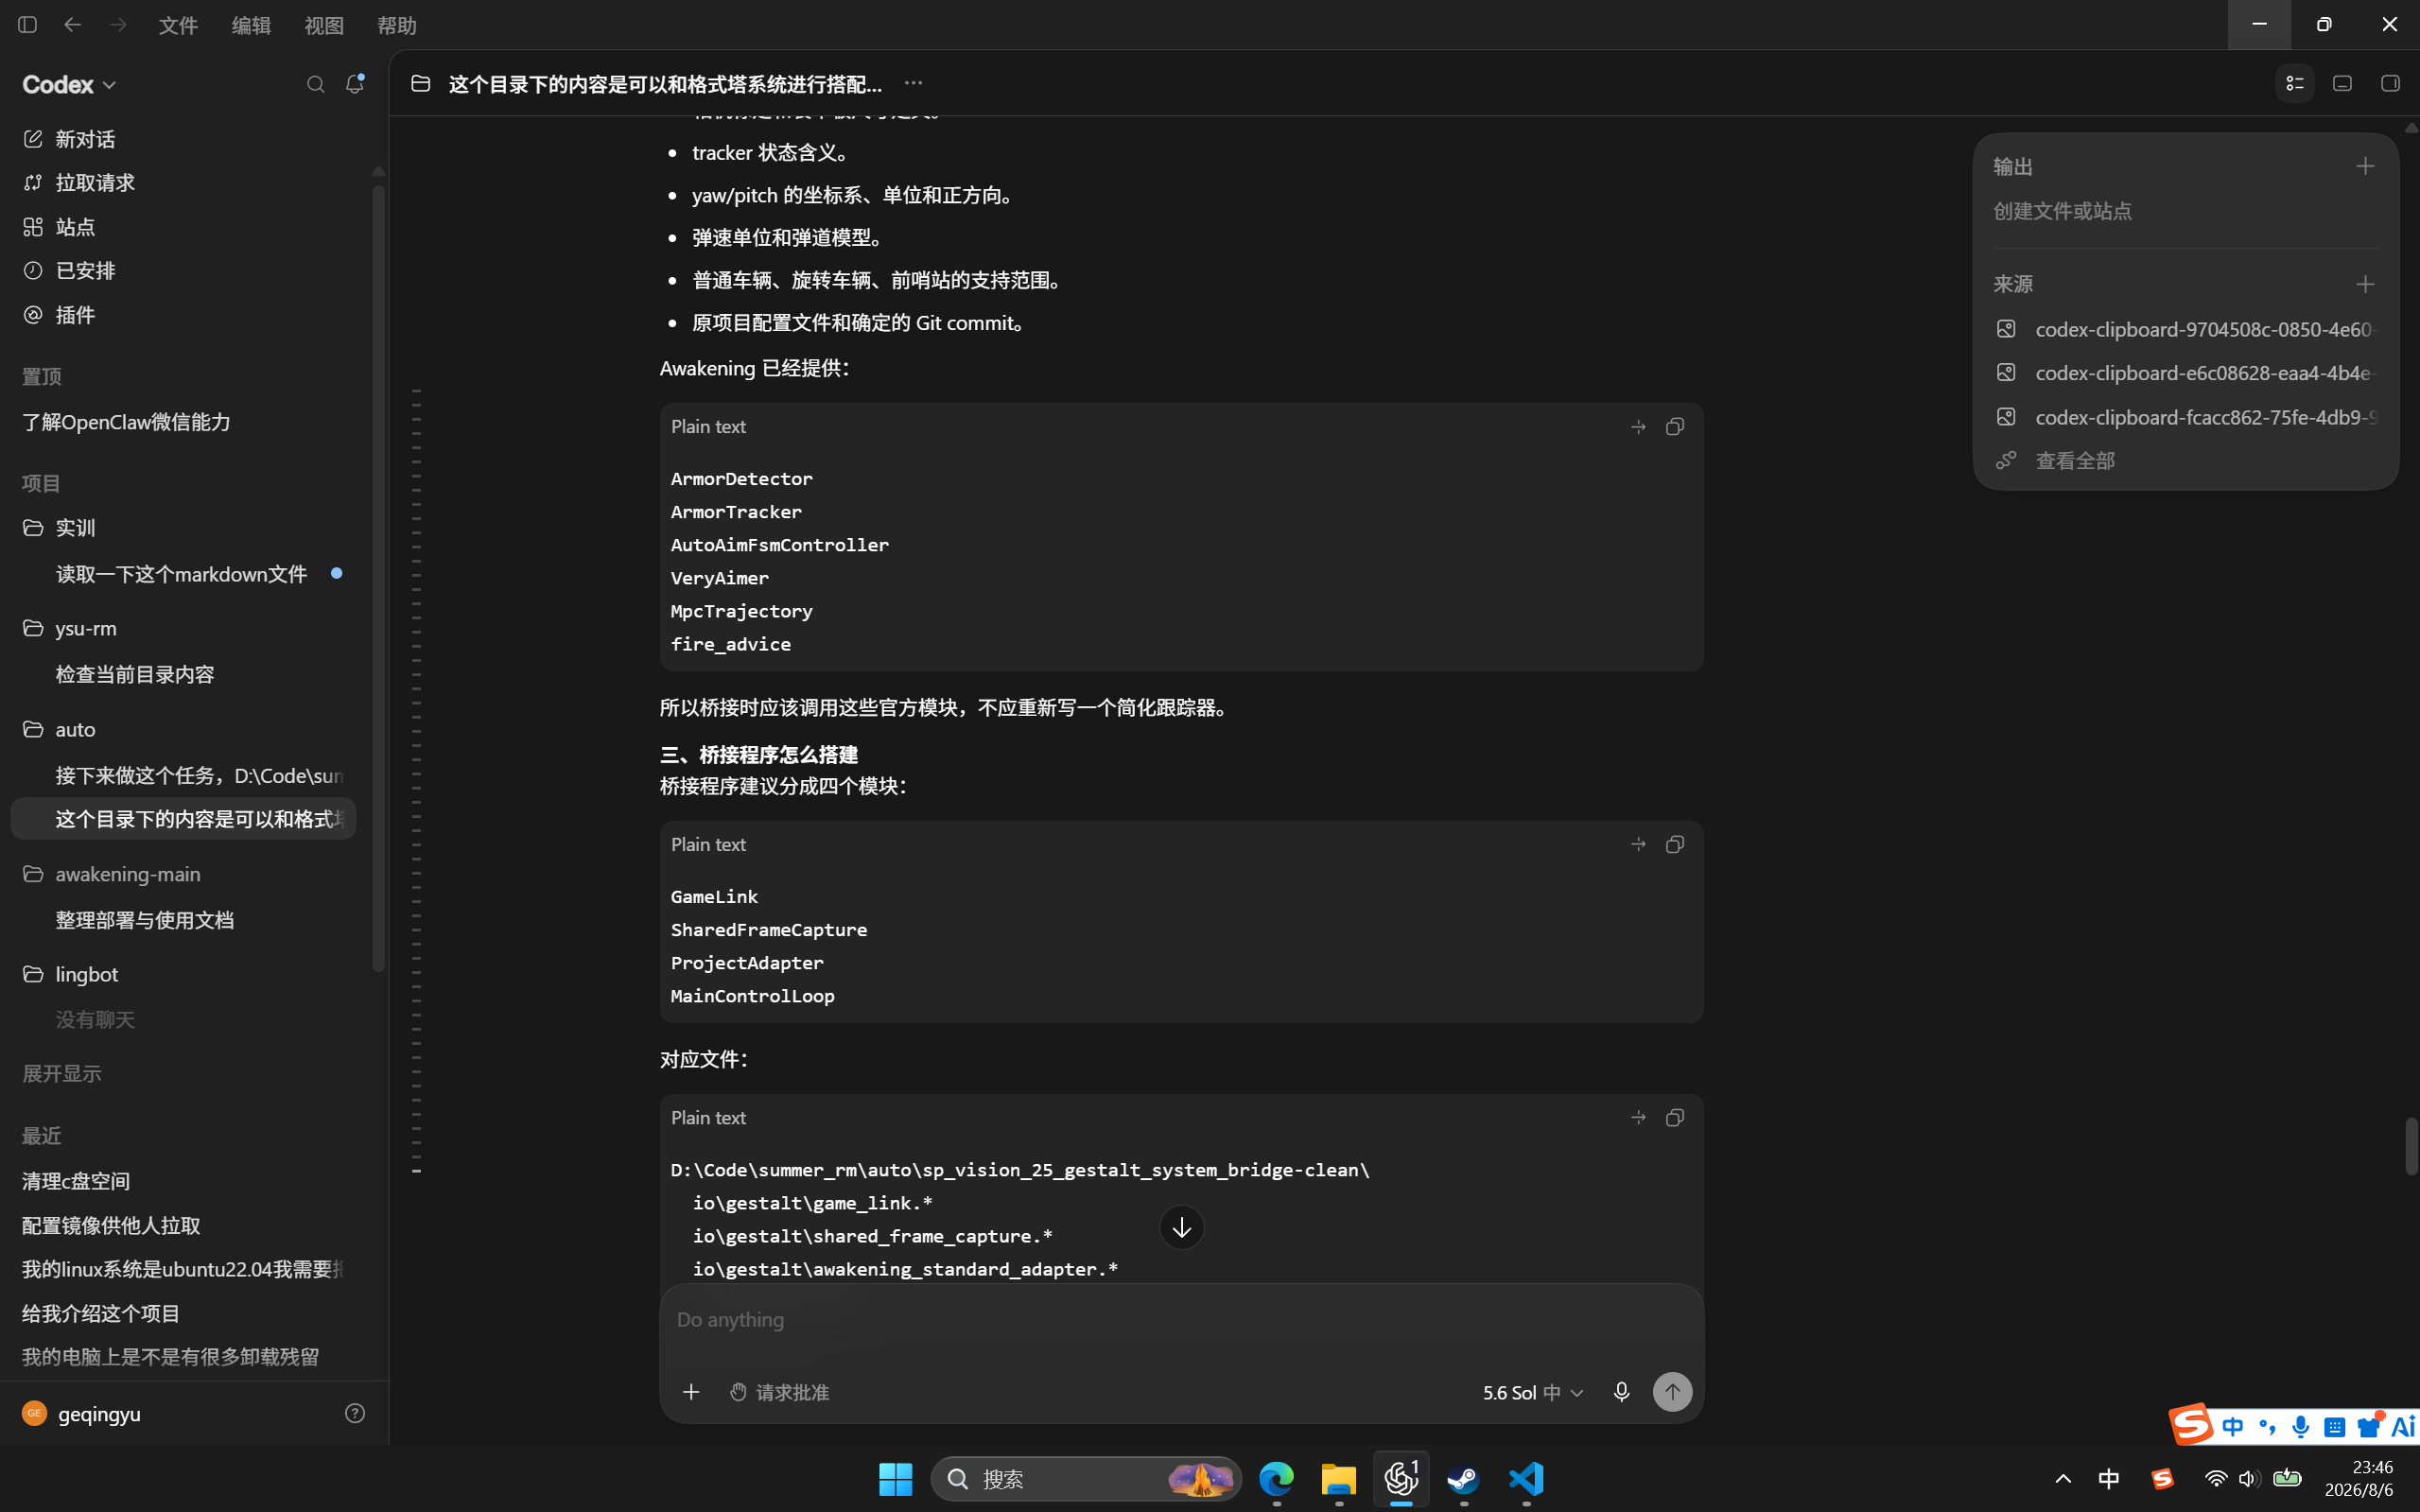 文件 编辑 视图 帮助
Codex
新对话
拉取请求
站点
已安排
插件
置顶
了解OpenClaw微信能力
项目
实训
读取一下这个markdown文件
ysu-rm
检查当前目录内容
auto
接下来做这个任务，D:\Code\sum
这个目录下的内容是可以和格式塔
awakening-main
整理部署与使用文档
lingbot
没有聊天
展开显示
最近
清理c盘空间
配置镜像供他人拉取
我的linux系统是ubuntu22.04我需要
给我介绍这个项目
我的电脑上是不是有很多卸载残留
GE geqingyu
这个目录下的内容是可以和格式塔系统进行搭配...
tracker 状态含义。
yaw/pitch 的坐标系、单位和正方向。
弹速单位和弹道模型。
普通车辆、旋转车辆、前哨站的支持范围。
原项目配置文件和确定的 Git commit。
Awakening 已经提供：
Plain text
ArmorDetector
ArmorTracker
AutoAimFsmController
VeryAimer
MpcTrajectory
fire_advice
所以桥接时应该调用这些官方模块，不应重新写一个简化跟踪器。
三、桥接程序怎么搭建
桥接程序建议分成四个模块：
Plain text
GameLink
SharedFrameCapture
ProjectAdapter
MainControlLoop
对应文件：
Plain text
D:\Code\summer_rm\auto\sp_vision_25_gestalt_system_bridge-clean\
io\gestalt\game_link.*
io\gestalt\shared_frame_capture.*
io\gestalt\awakening_standard_adapter.*
Do anything
请求批准
5.6 Sol 中
输出
创建文件或站点
来源
codex-clipboard-9704508c-0850-4e60-
codex-clipboard-e6c08628-eaa4-4b4e-
codex-clipboard-fcacc862-75fe-4db9-9
查看全部
S 中 Ai
搜索
1
中
S
23:46
2026/8/6